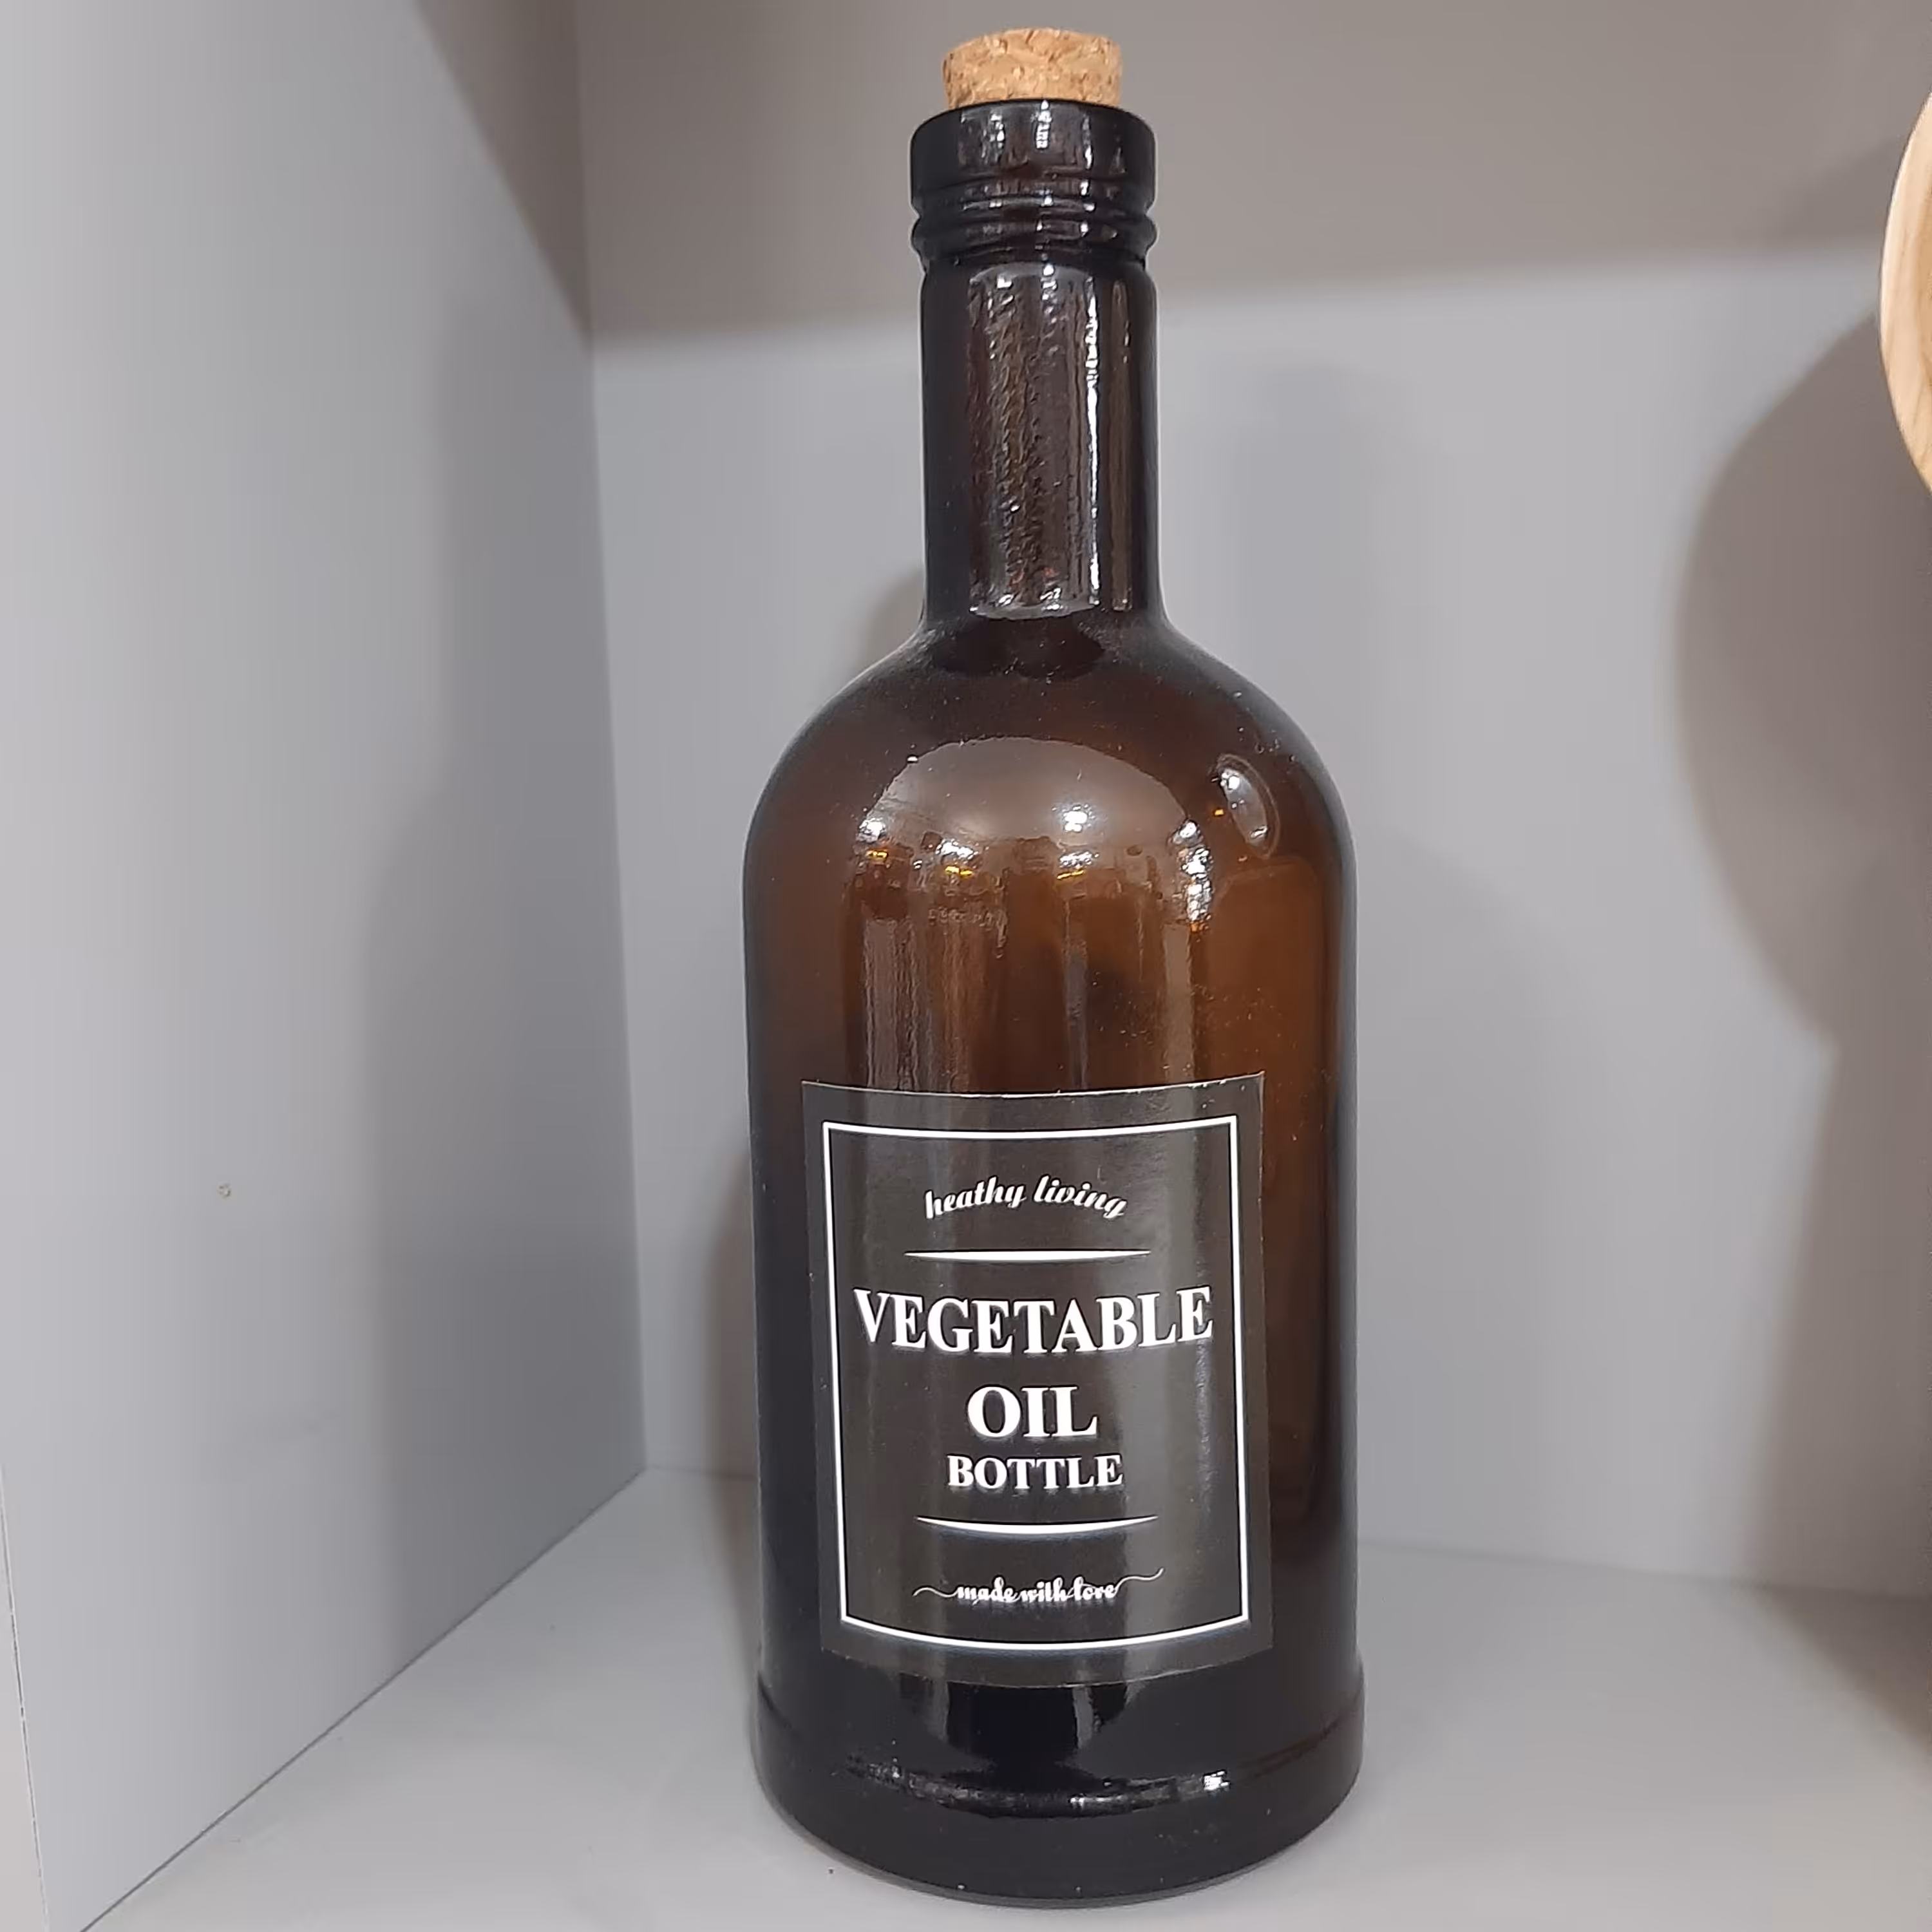 heathy living
VEGETABLE
OIL
BOTTLE
made with love